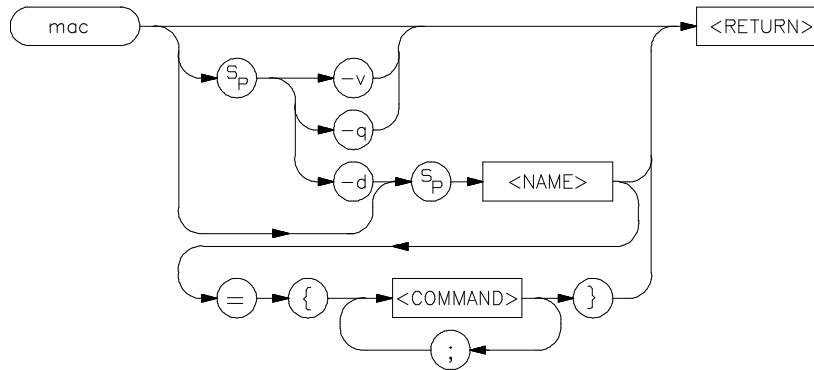 mac
<RETURN>
SP
-v
-q
-d
SP
<NAME>
=
{
<COMMAND>
}
;